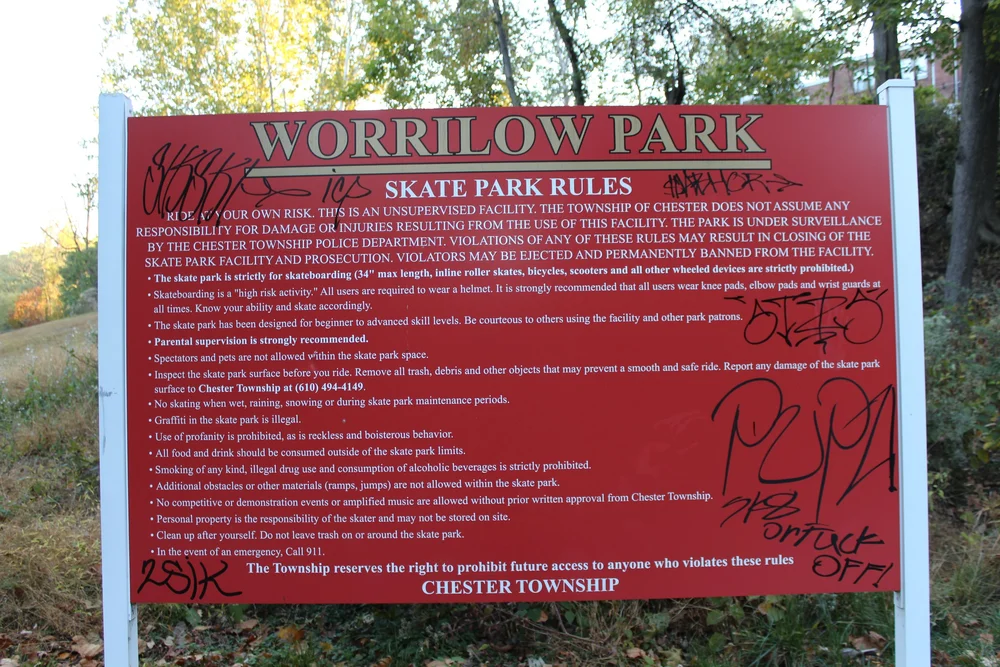 WORRILOW PARK
SKATE PARK RULES
RIDE AT YOUR OWN RISK. THIS IS AN UNSUPERVISED FACILITY. THE TOWNSHIP OF CHESTER DOES NOT ASSUME ANY
RESPONSIBILITY FOR DAMAGE OR INJURIES RESULTING FROM THE USE OF THIS FACILITY. THE PARK IS UNDER SURVEILLANCE
BY THE CHESTER TOWNSHIP POLICE DEPARTMENT. VIOLATIONS OF ANY OF THESE RULES MAY RESULT IN CLOSING OF THE
SKATE PARK FACILITY AND PROSECUTION. VIOLATORS MAY BE EJECTED AND PERMANENTLY BANNED FROM THE FACILITY.
• The skate park is strictly for skateboarding (34" max length, inline roller skates, bicycles, scooters and all other wheeled devices are strictly prohibited.)
• Skateboarding is a "high risk activity." All users are required to wear a helmet. It is strongly recommended that all users wear knee pads, elbow pads and wrist guards at
all times. Know your ability and skate accordingly.
• The skate park has been designed for beginner to advanced skill levels. Be courteous to others using the facility and other park patrons.
• Parental supervision is strongly recommended.
• Spectators and pets are not allowed within the skate park space.
• Inspect the skate park surface before you ride. Remove all trash, debris and other objects that may prevent a smooth and safe ride. Report any damage of the skate park
surface to Chester Township at (610) 494-4149.
• No skating when wet, raining, snowing or during skate park maintenance periods.
• Graffiti in the skate park is illegal.
• Use of profanity is prohibited, as is reckless and boisterous behavior.
• All food and drink should be consumed outside of the skate park limits.
• Smoking of any kind, illegal drug use and consumption of alcoholic beverages is strictly prohibited.
• Additional obstacles or other materials (ramps, jumps) are not allowed within the skate park.
• No competitive or demonstration events or amplified music are allowed without prior written approval from Chester Township.
• Personal property is the responsibility of the skater and may not be stored on site.
• Clean up after yourself. Do not leave trash on or around the skate park.
• In the event of an emergency, Call 911.
The Township reserves the right to prohibit future access to anyone who violates these rules
CHESTER TOWNSHIP
PUPA
SK8
or Fuck
OFF!